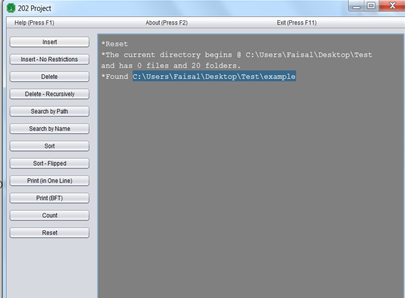 202 Project
Help (Press F1) About (Press F2) Exit (Press F11)
Insert
Insert - No Restrictions
Delete
Delete - Recursively
Search by Path
Search by Name
Sort
Sort - Flipped
Print (in One Line)
Print (BFT)
Count
Reset
*Reset
*The current directory begins @ C:\Users\Faisal\Desktop\Test
and has 0 files and 20 folders.
*Found C:\Users\Faisal\Desktop\Test\example